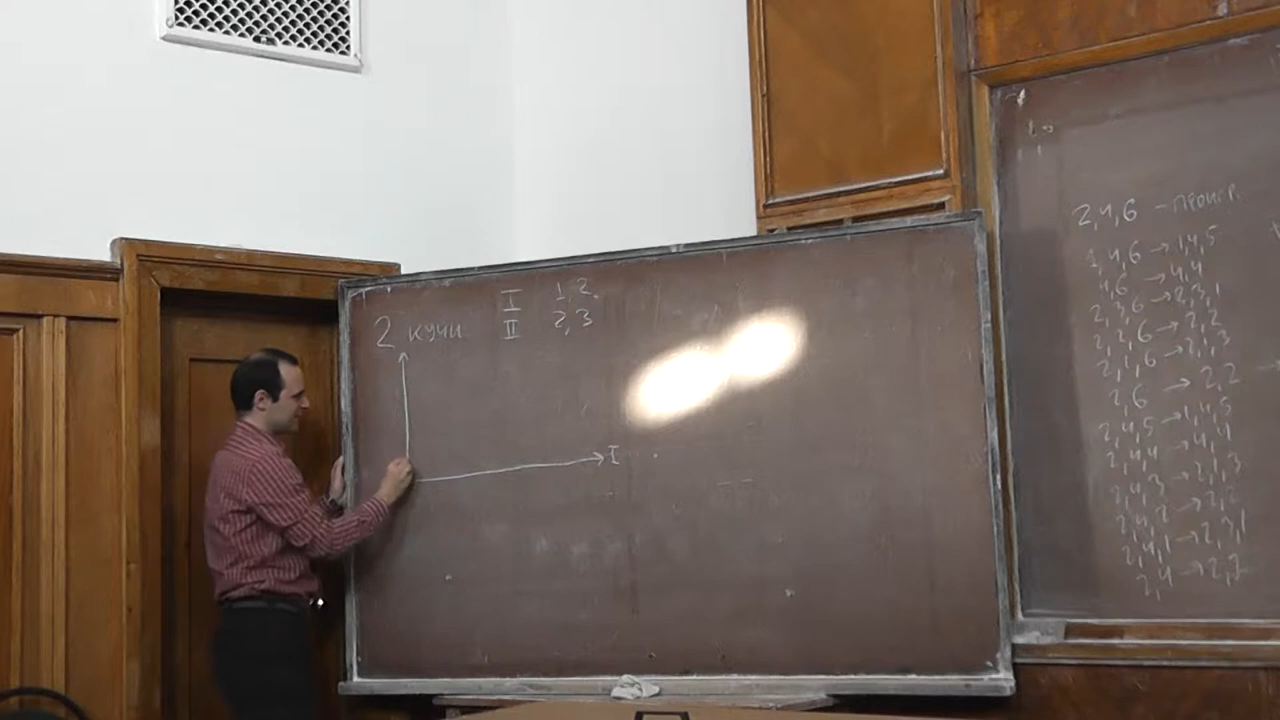 2 кучи
I 1,2
II 2,3
I
2,4,6 – проигр.
1,4,6 → 1,4,5
4,6 → 4,4
2,3,6 → 2,3,1
2,2,6 → 2,2
2,1,6 → 2,1,3
2,6 → 2,2
2,4,5 → 1,4,5
2,4,4 → 4,4
2,4,3 → 2,1,3
2,4,2 → 2,2
2,4,1 → 2,3,1
2,4 → 2,2